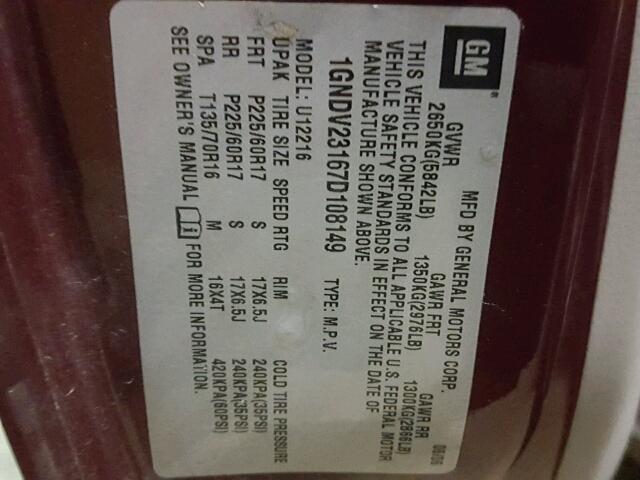 GM ® MFD BY GENERAL MOTORS CORP. 06/06
GVWR GAWR FRT GAWR RR
2650KG(5842LB) 1350KG(2976LB) 1300KG(2866LB)
THIS VEHICLE CONFORMS TO ALL APPLICABLE U.S. FEDERAL MOTOR
VEHICLE SAFETY STANDARDS IN EFFECT ON THE DATE OF
MANUFACTURE SHOWN ABOVE.
1GNDV23167D108149 TYPE: M.P.V.
MODEL: U12216
UPAK TIRE SIZE SPEED RTG RIM COLD TIRE PRESSURE
FRT P225/60R17 S 17X6.5J 240KPA(35PSI)
RR P225/60R17 S 17X6.5J 240KPA(35PSI)
SPA T135/70R16 M 16X4T 420KPA(60PSI)
SEE OWNER'S MANUAL i FOR MORE INFORMATION.